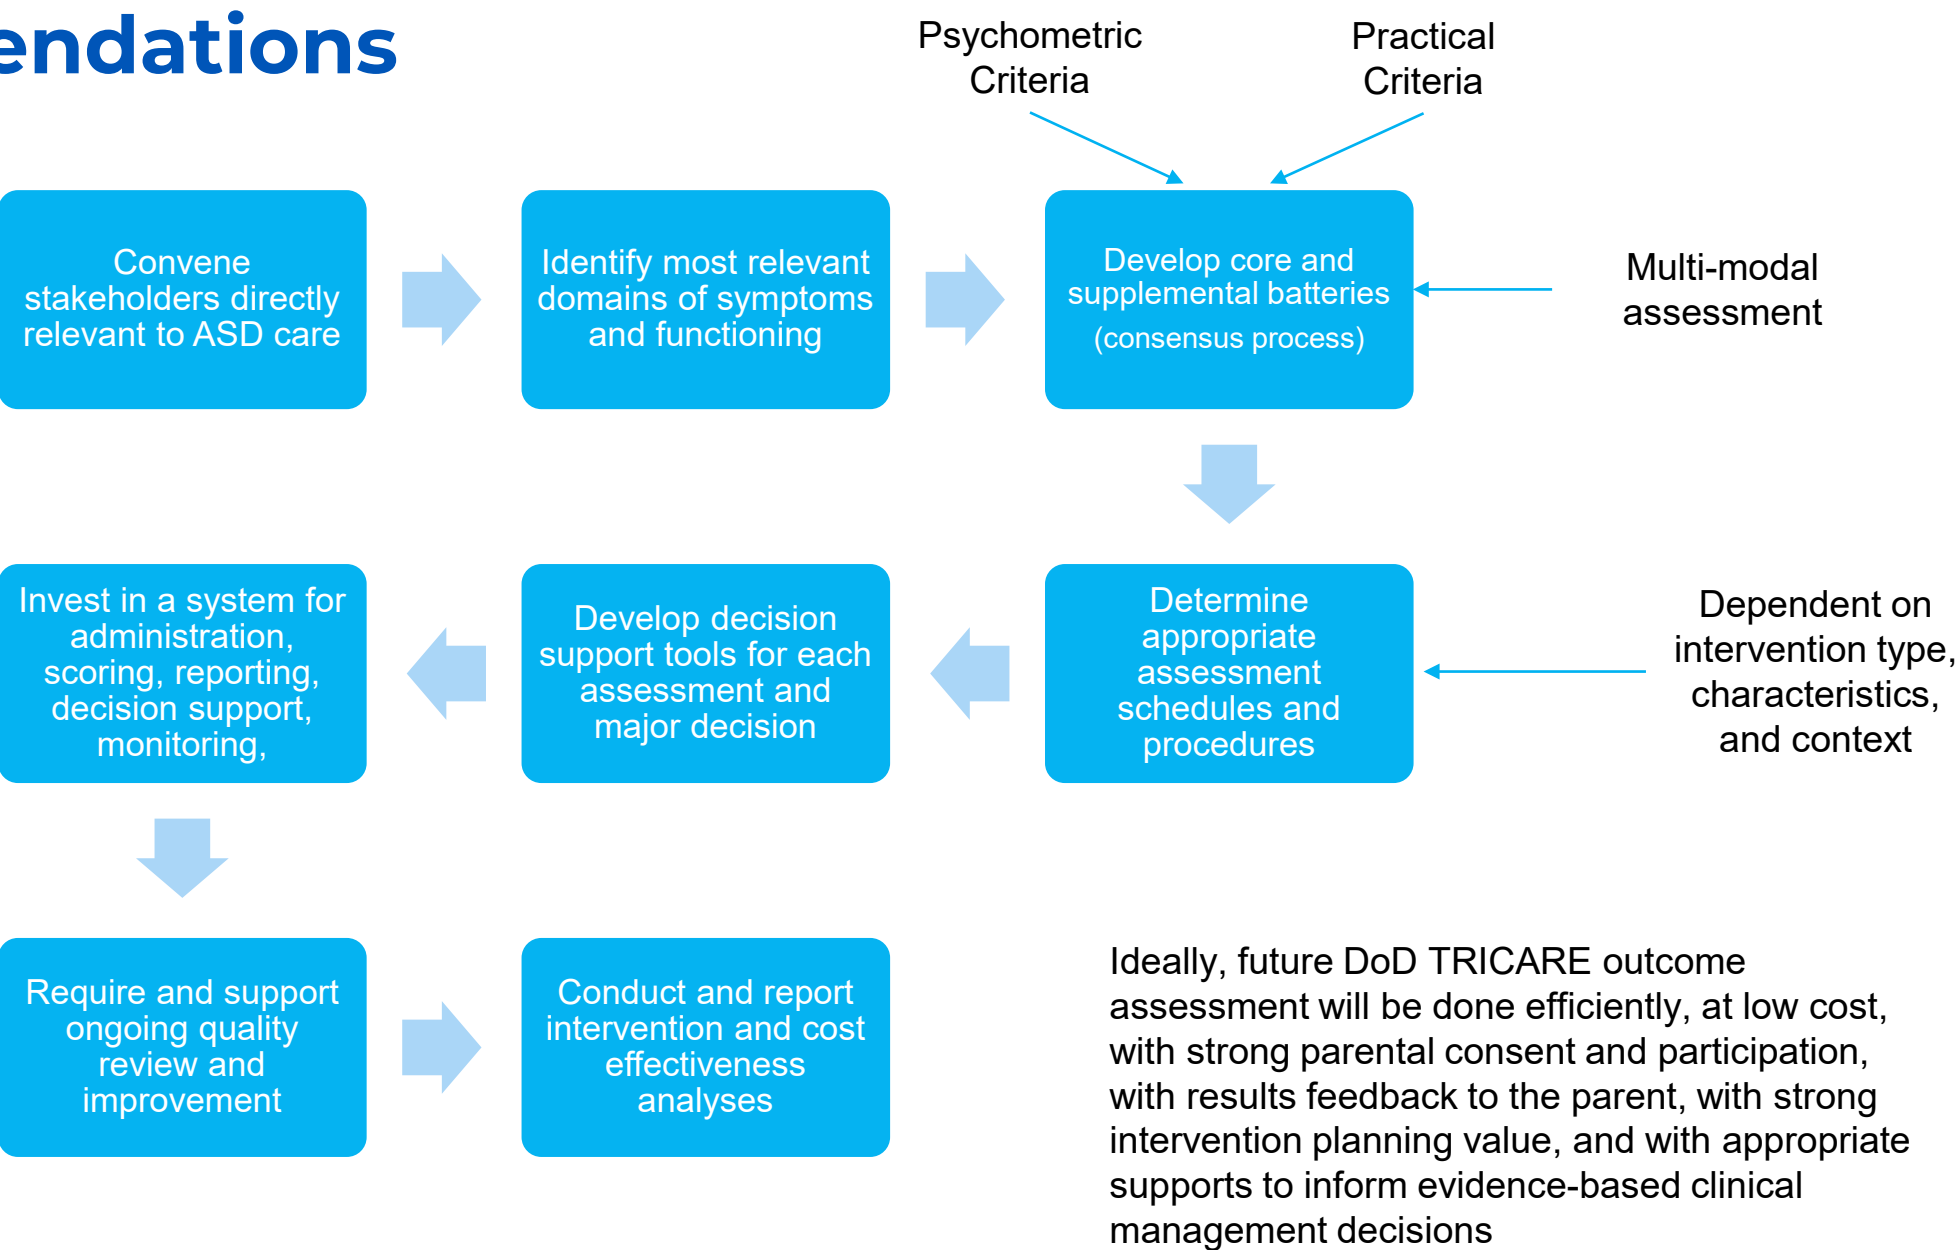 endations
Psychometric
Criteria
Practical
Criteria
Convene
stakeholders directly
relevant to ASD care
Identify most relevant
domains of symptoms
and functioning
Develop core and
supplemental batteries
(consensus process)
Multi-modal
assessment
Invest in a system for
administration,
scoring, reporting,
decision support,
monitoring,
Develop decision
support tools for each
assessment and
major decision
Determine
appropriate
assessment
schedules and
procedures
Dependent on
intervention type,
characteristics,
and context
Require and support
ongoing quality
review and
improvement
Conduct and report
intervention and cost
effectiveness
analyses
Ideally, future DoD TRICARE outcome
assessment will be done efficiently, at low cost,
with strong parental consent and participation,
with results feedback to the parent, with strong
intervention planning value, and with appropriate
supports to inform evidence-based clinical
management decisions